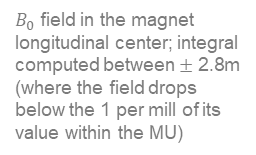 B₀ field in the magnet
longitudinal center; integral
computed between ± 2.8m
(where the field drops
below the 1 per mill of its
value within the MU)